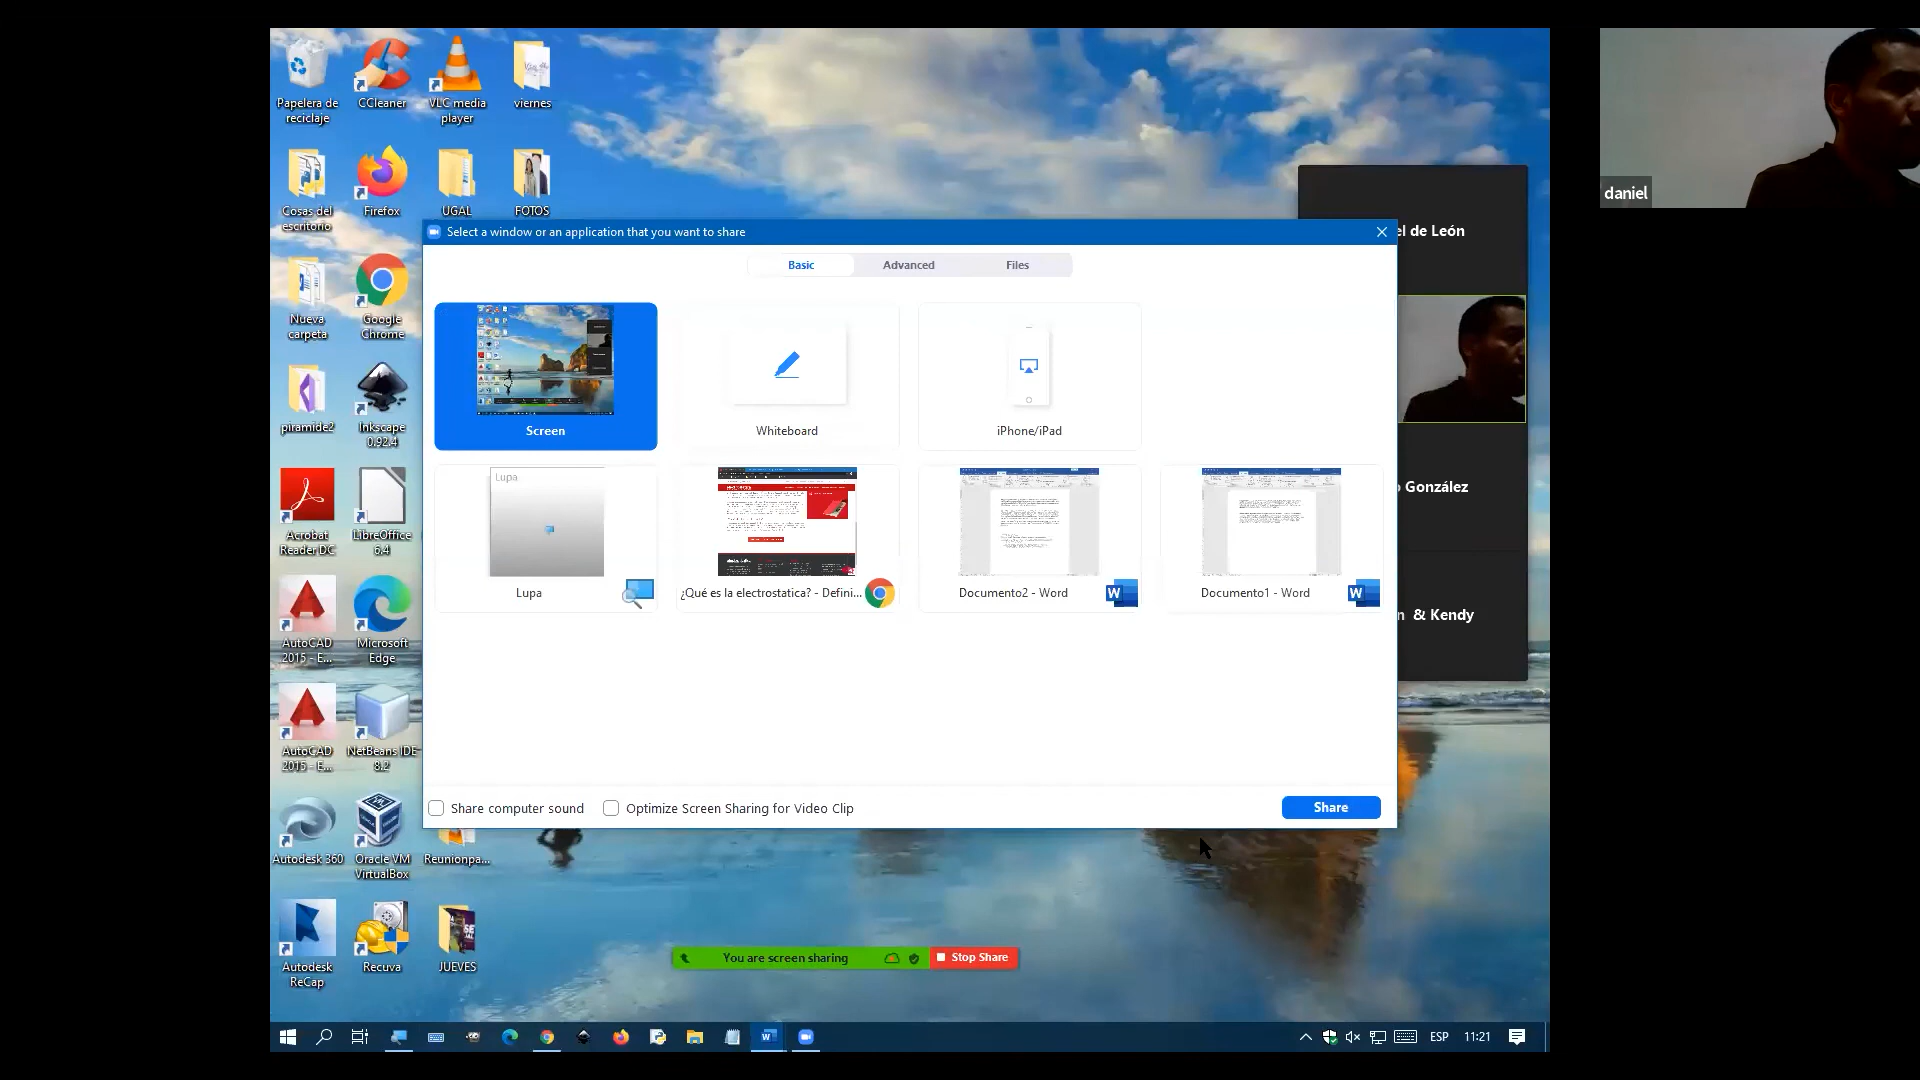 Papelera de
reciclaje
CCleaner
VLC media
player
viernes
Cosas del
escritorio
Firefox
UGAL
FOTOS
daniel
el de León
Select a window or an application that you want to share
Basic
Advanced
Files
Nueva
carpeta
Google
Chrome
Screen
Whiteboard
iPhone/iPad
piramide2
Inkscape
0.92.4
González
Lupa
Acrobat
Reader DC
LibreOffice
6.4
Lupa
¿Qué es la electrostatica? - Defini...
Documento2 - Word
Documento1 - Word
n & Kendy
AutoCAD
2015 - E...
Microsoft
Edge
AutoCAD
2015 - E...
NetBeans IDE
8.2
Share computer sound
Optimize Screen Sharing for Video Clip
Share
Autodesk 360
Oracle VM
VirtualBox
Reunionpa...
Autodesk
ReCap
Recuva
JUEVES
You are screen sharing
Stop Share
ESP
11:21